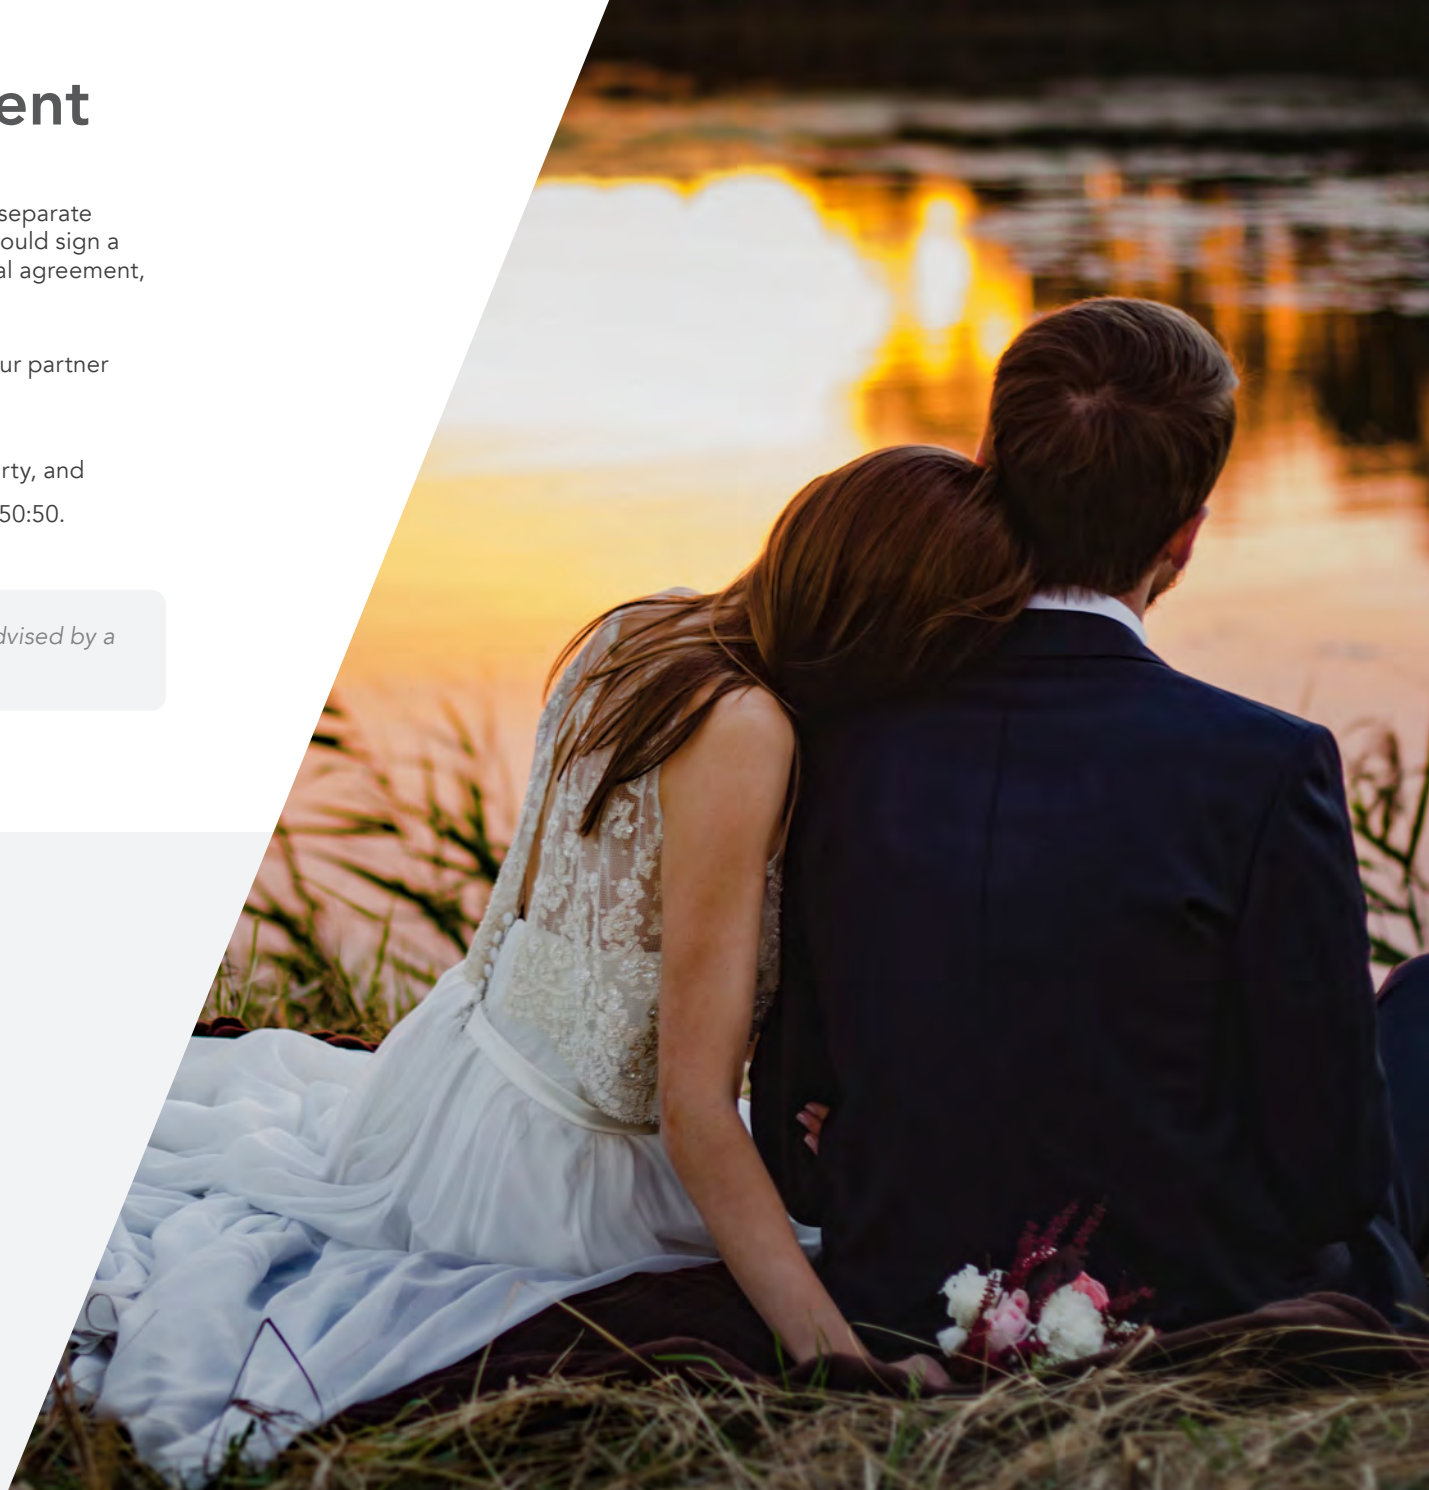 ent
separate
ould sign a
al agreement,
ur partner
rty, and
50:50.
dvised by a